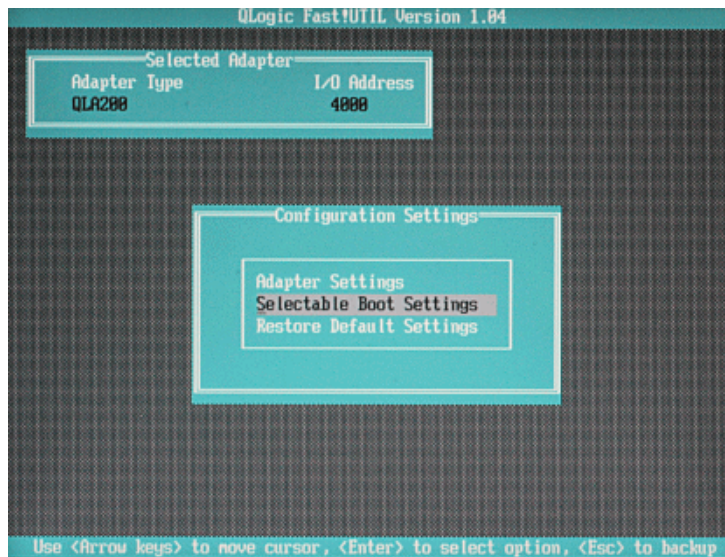 QLogic Fast!UTIL Version 1.04
Selected Adapter
Adapter Type I/O Address
QLA200 4000
Configuration Settings
Adapter Settings
Selectable Boot Settings
Restore Default Settings
Use <Arrow keys> to move cursor, <Enter> to select option, <Esc> to backup